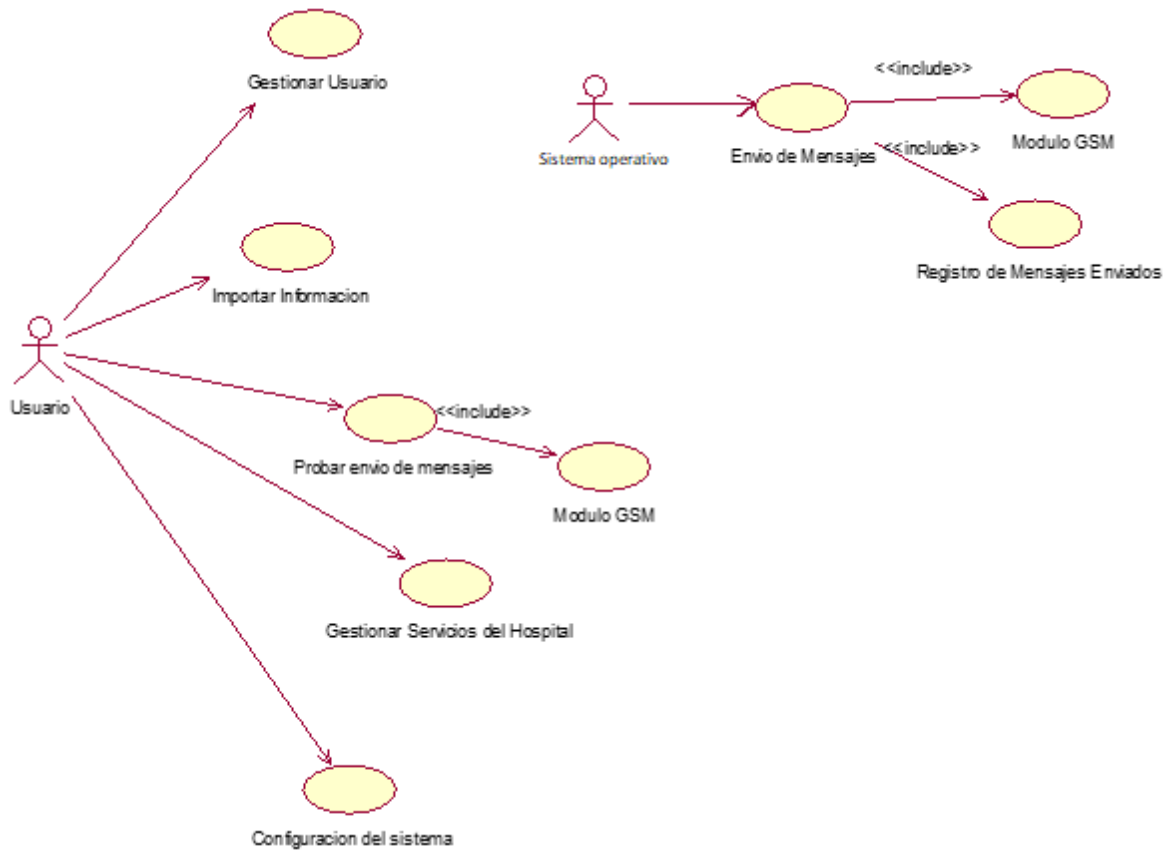 Gestionar Usuario
<<include>>
Sistema operativo
Envio de Mensajes
<<include>>
Modulo GSM
Registro de Mensajes Enviados
Importar Informacion
Usuario
<<include>>
Probar envio de mensajes
Modulo GSM
Gestionar Servicios del Hospital
Configuracion del sistema